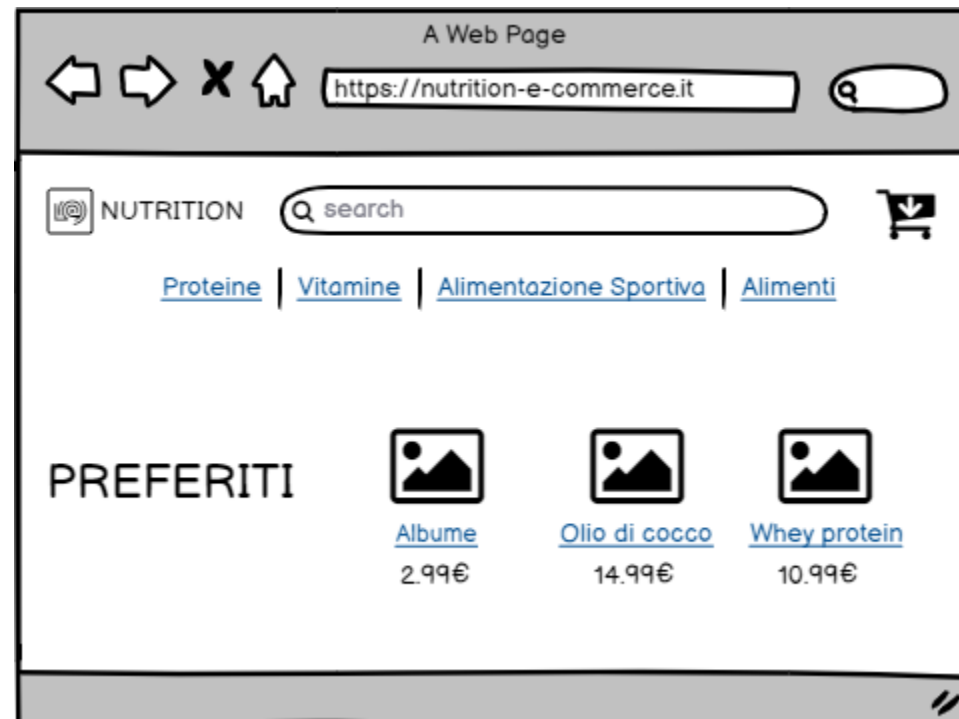 A Web Page
https://nutrition-e-commerce.it
NUTRITION
search
Proteine | Vitamine | Alimentazione Sportiva | Alimenti
PREFERITI
Albume Olio di cocco Whey protein
2.99€ 14.99€ 10.99€